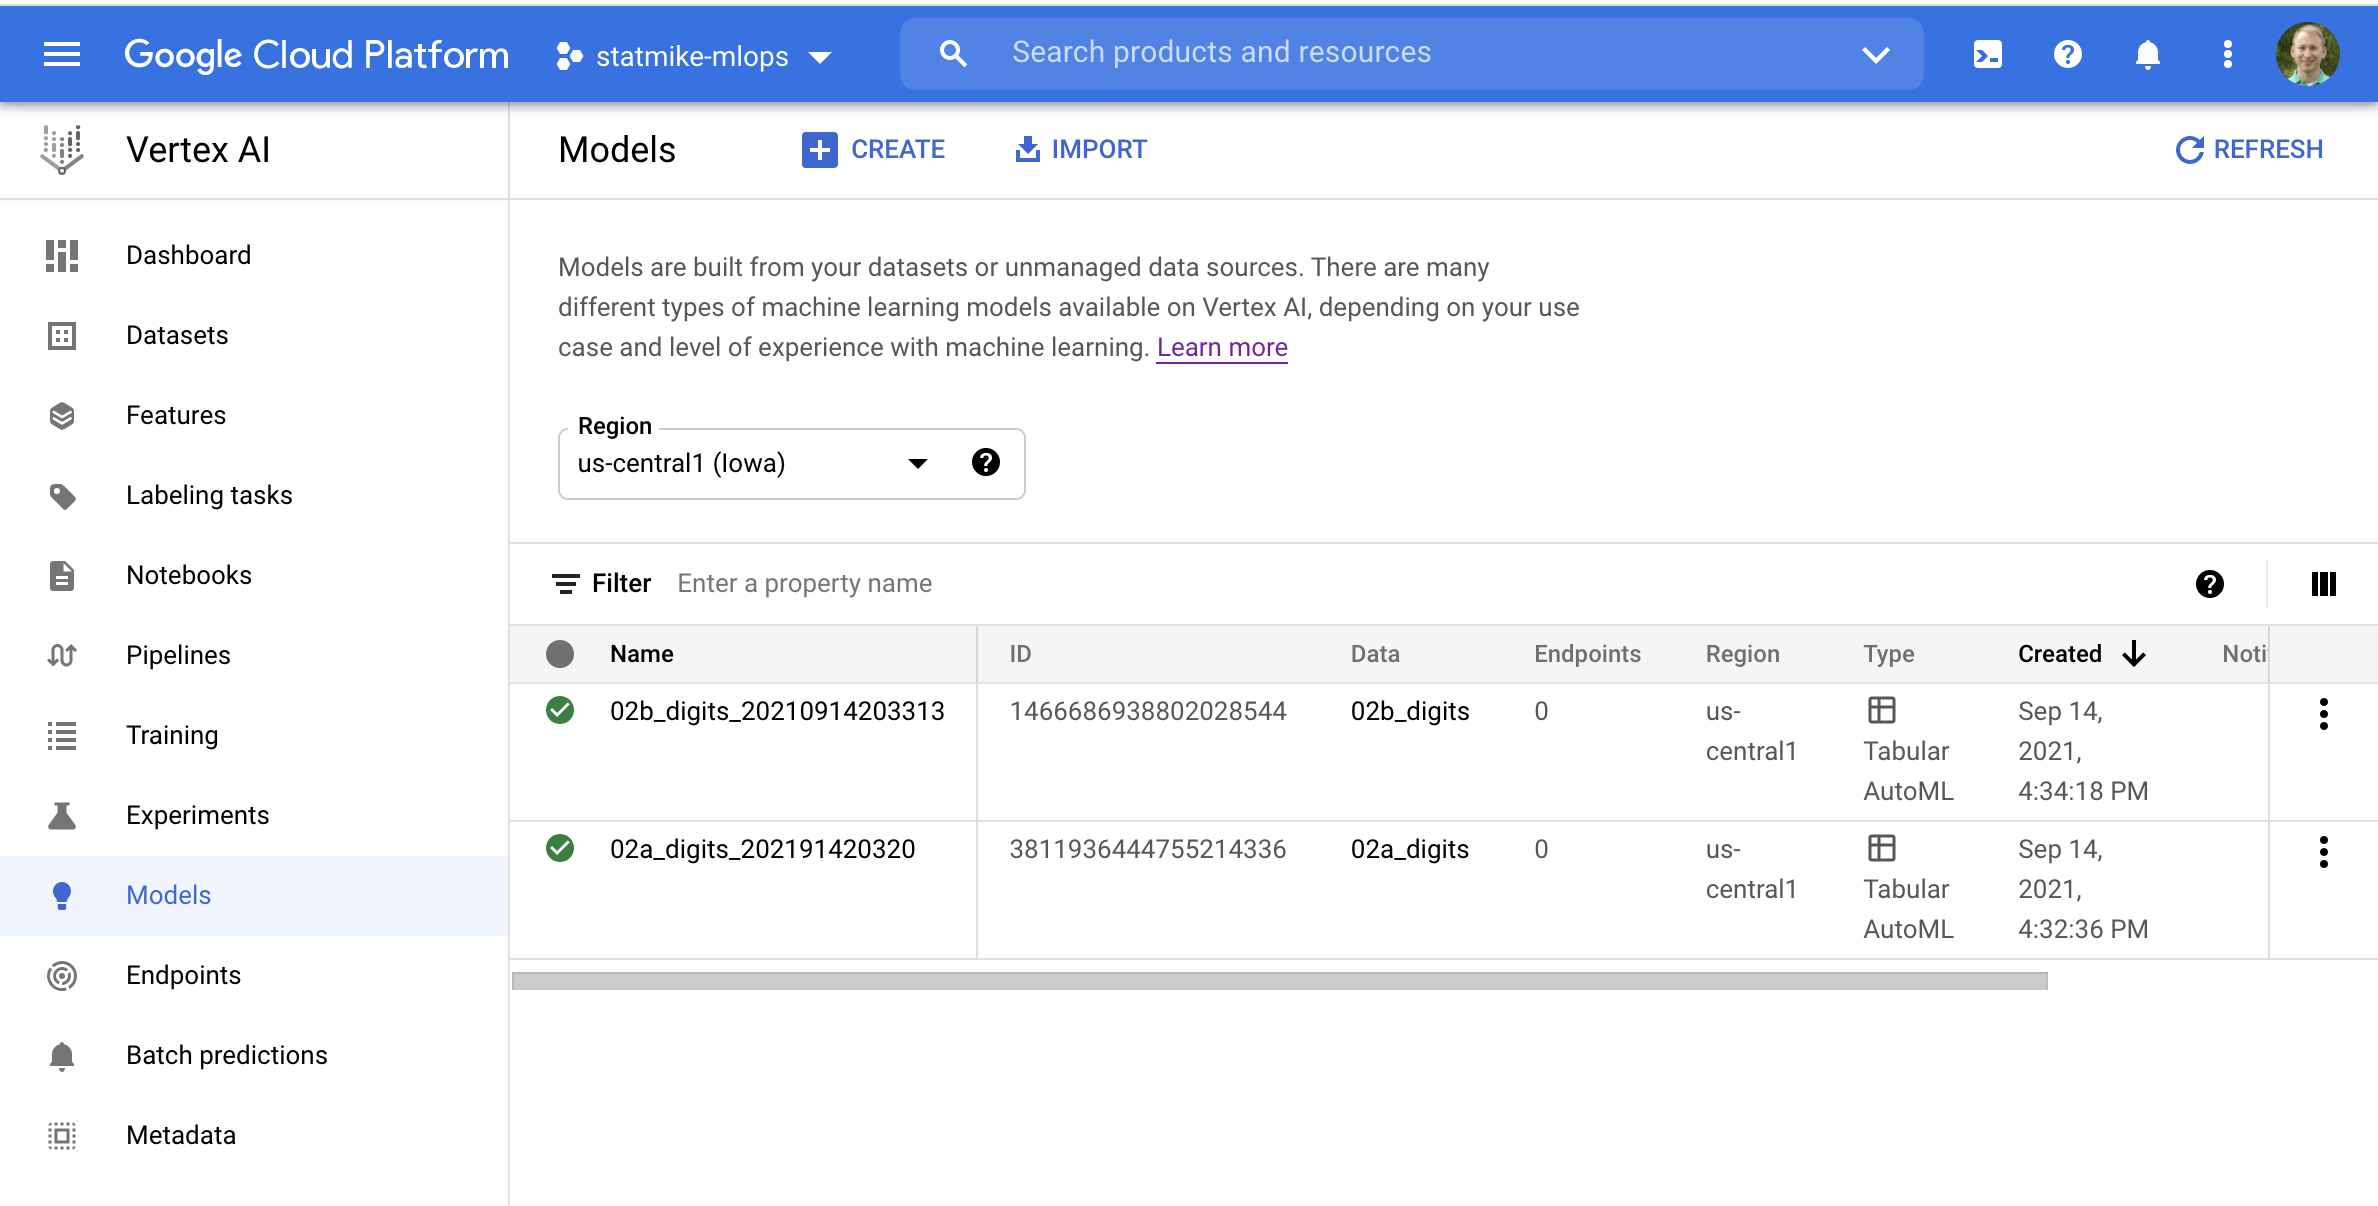 Google Cloud Platform
statmike-mlops
Search products and resources
Vertex AI
Models
CREATE
IMPORT
REFRESH
Dashboard
Datasets
Features
Labeling tasks
Notebooks
Pipelines
Training
Experiments
Models
Endpoints
Batch predictions
Metadata
Models are built from your datasets or unmanaged data sources. There are many
different types of machine learning models available on Vertex AI, depending on your use
case and level of experience with machine learning. Learn more
Region
us-central1 (Iowa)
Filter Enter a property name
Name ID Data Endpoints Region Type Created Noti
02b_digits_20210914203313 1466686938802028544 02b_digits 0 us- Sep 14,
central1 Tabular 2021,
AutoML 4:34:18 PM
02a_digits_202191420320 3811936444755214336 02a_digits 0 us- Sep 14,
central1 Tabular 2021,
AutoML 4:32:36 PM